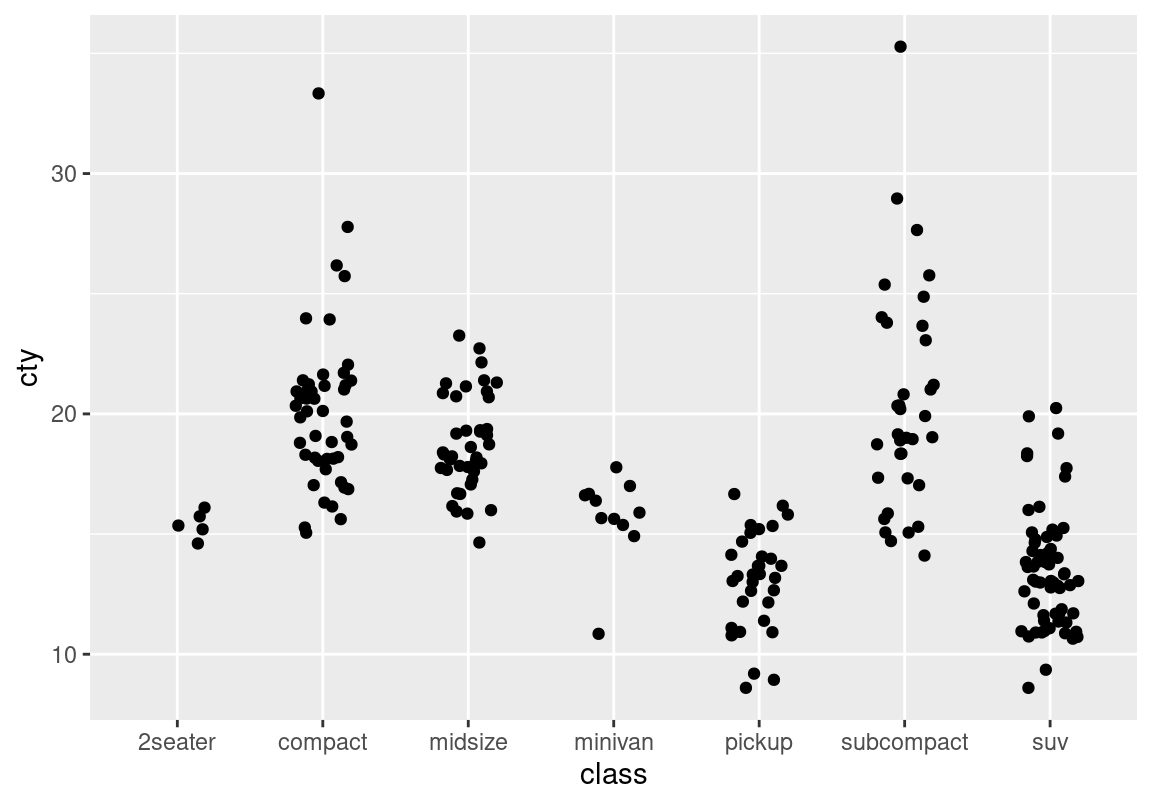 cty
30
20
10
2seater compact midsize minivan pickup subcompact suv
class